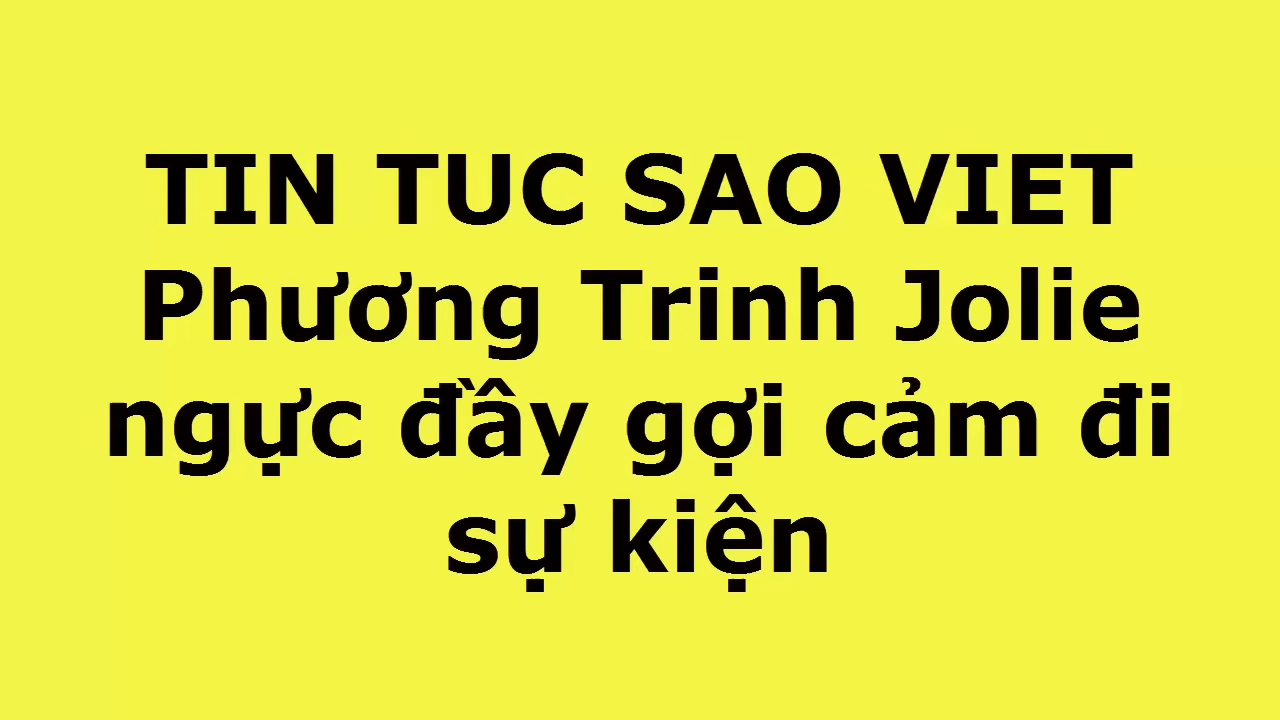 TIN TUC SAO VIET
Phương Trinh Jolie
ngực đầy gợi cảm đi
sự kiện